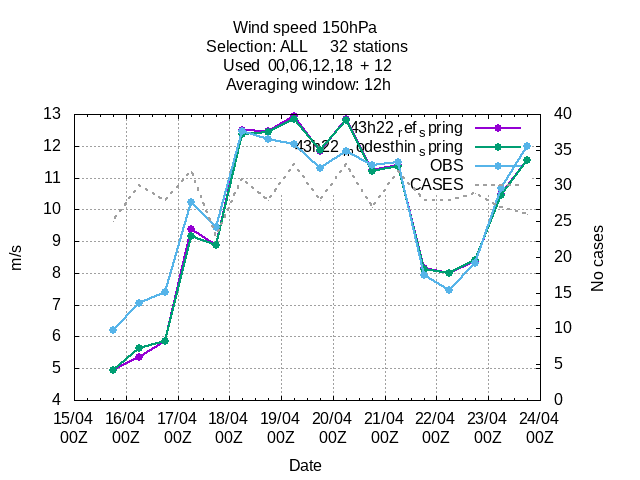 Wind speed 150hPa
Selection: ALL 32 stations
Used 00,06,12,18 + 12
Averaging window: 12h
43h22_ref_spring
43h22_modesthin_spring
OBS
CASES
13
12
11
10
9
8
7
6
5
4
m/s
40
35
30
25
20
15
10
5
0
No cases
15/04 16/04 17/04 18/04 19/04 20/04 21/04 22/04 23/04 24/04
00Z 00Z 00Z 00Z 00Z 00Z 00Z 00Z 00Z 00Z
Date